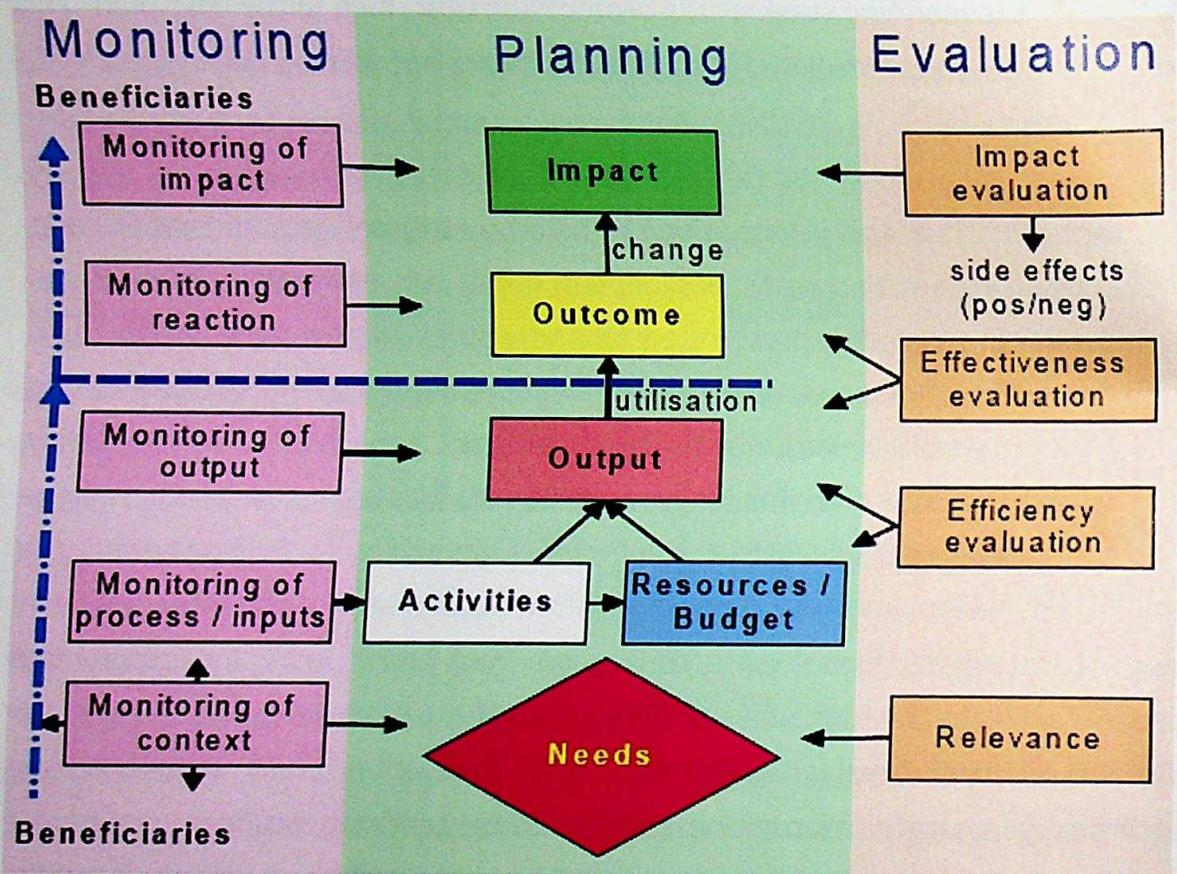 Monitoring
Planning
Evaluation
Beneficiaries
Monitoring of
impact
Impact
Impact
evaluation
change
side effects
(pos/neg)
Monitoring of
reaction
Outcome
Effectiveness
evaluation
utilisation
Monitoring of
output
Output
Efficiency
evaluation
Monitoring of
process / inputs
Activities
Resources /
Budget
Monitoring of
context
Needs
Relevance
Beneficiaries